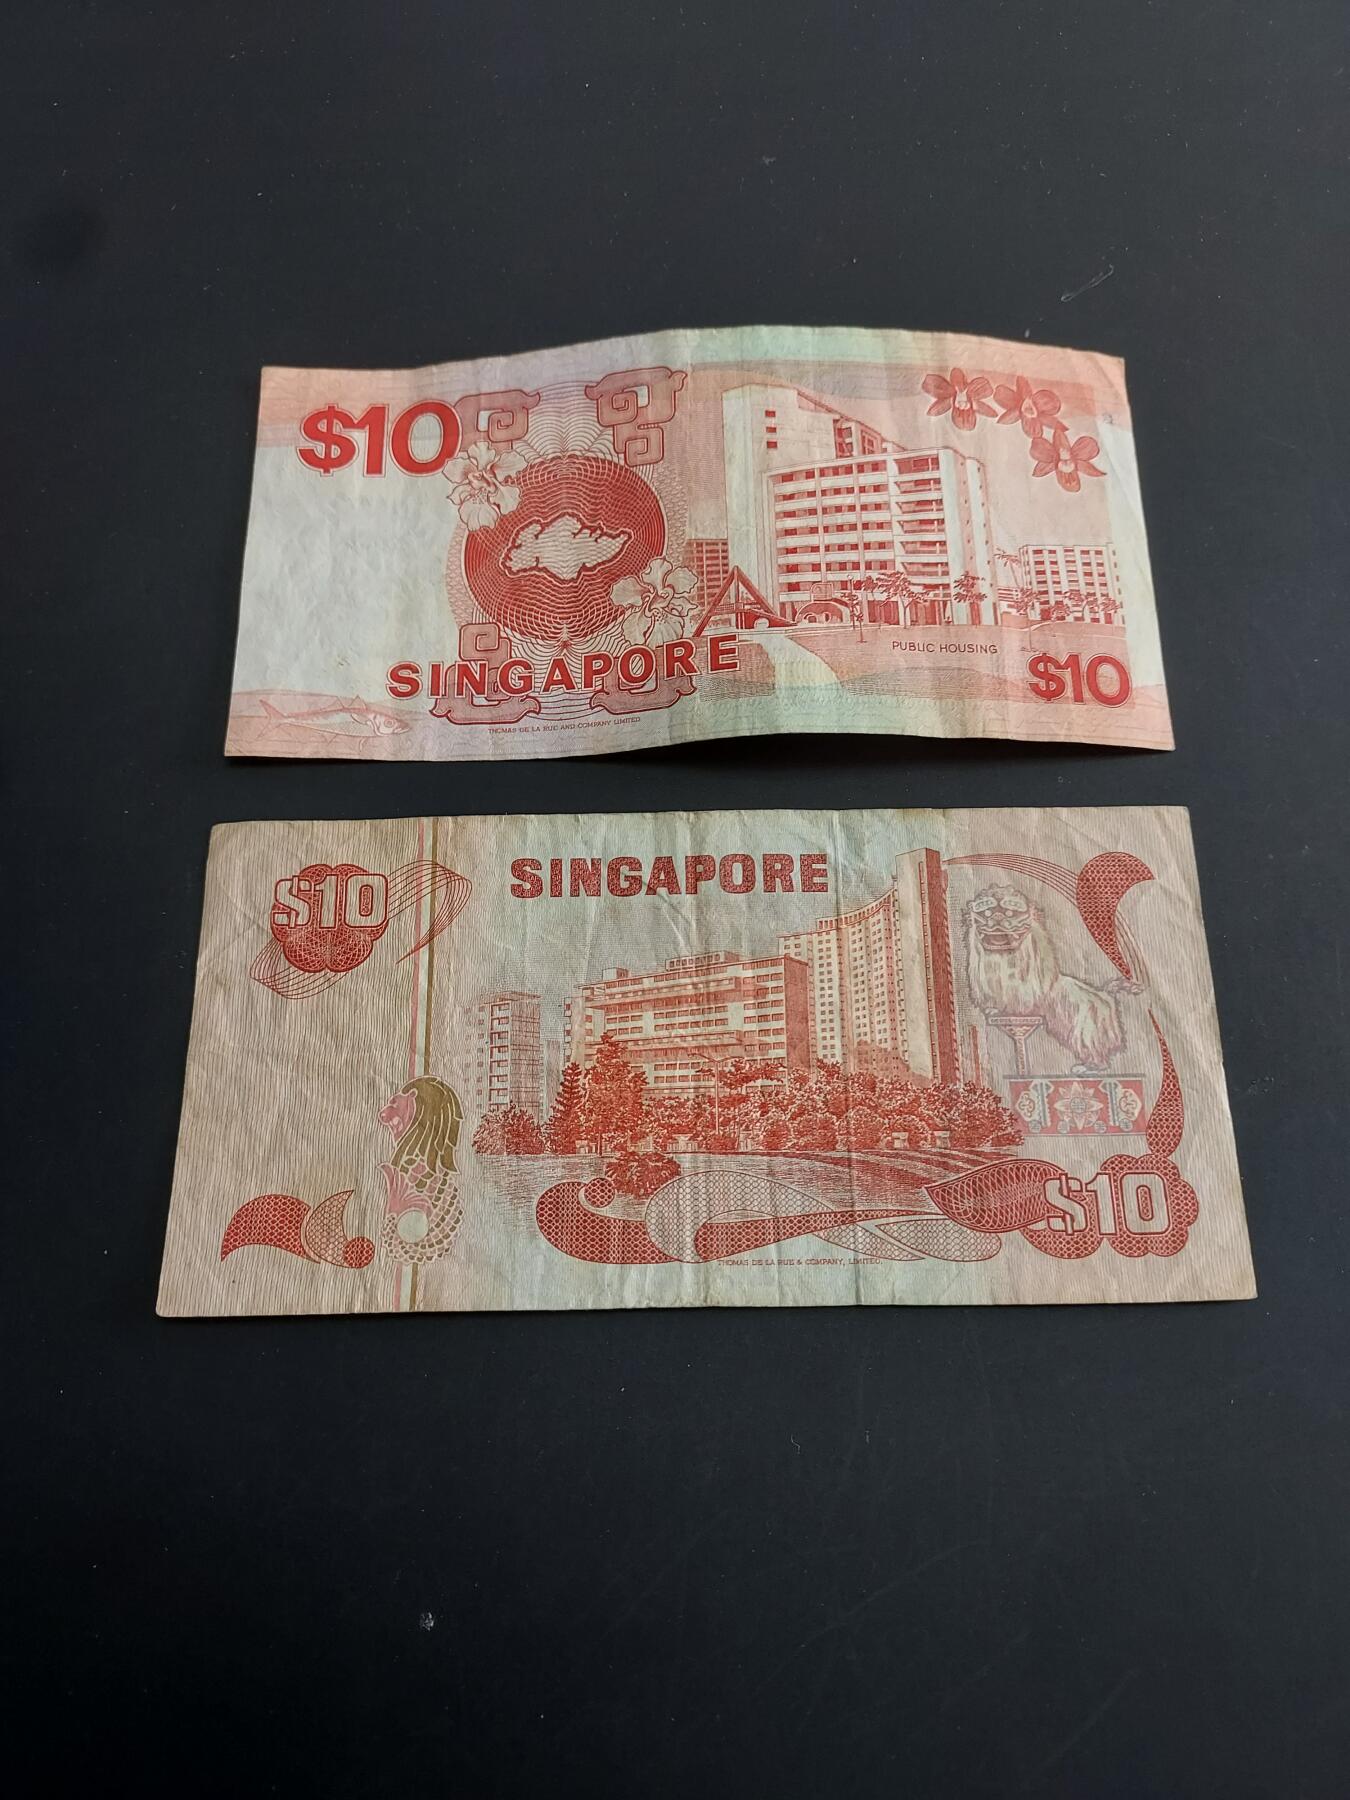 $10
SINGAPORE
PUBLIC HOUSING
$10
THOMAS DE LA RUE AND COMPANY LIMITED
$10
SINGAPORE
$10
THOMAS DE LA RUE & COMPANY, LIMITED.